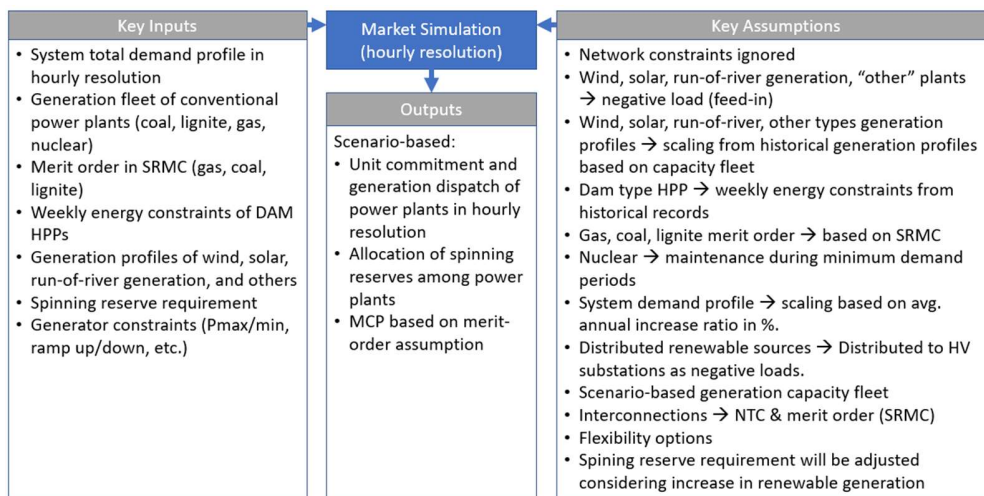 Key Inputs
• System total demand profile in
hourly resolution
• Generation fleet of conventional
power plants (coal, lignite, gas,
nuclear)
• Merit order in SRMC (gas, coal,
lignite)
• Weekly energy constraints of DAM
HPPs
• Generation profiles of wind, solar,
run-of-river generation, and others
• Spinning reserve requirement
• Generator constraints (Pmax/min,
ramp up/down, etc.)
Market Simulation
(hourly resolution)
Outputs
Scenario-based:
• Unit commitment and
generation dispatch of
power plants in hourly
resolution
• Allocation of spinning
reserves among power
plants
• MCP based on merit-
order assumption
Key Assumptions
• Network constraints ignored
• Wind, solar, run-of-river generation, “other” plants
→ negative load (feed-in)
• Wind, solar, run-of-river, other types generation
profiles → scaling from historical generation profiles
based on capacity fleet
• Dam type HPP → weekly energy constraints from
historical records
• Gas, coal, lignite merit order → based on SRMC
• Nuclear → maintenance during minimum demand
periods
• System demand profile → scaling based on avg.
annual increase ratio in %.
• Distributed renewable sources → Distributed to HV
substations as negative loads.
• Scenario-based generation capacity fleet
• Interconnections → NTC & merit order (SRMC)
• Flexibility options
• Spining reserve requirement will be adjusted
considering increase in renewable generation